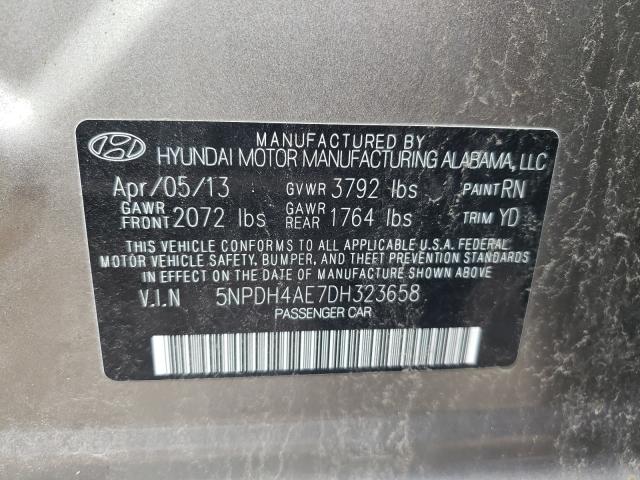 MANUFACTURED BY
HYUNDAI MOTOR MANUFACTURING ALABAMA, LLC
Apr/05/13 GVWR 3792 lbs PAINT RN
GAWR FRONT 2072 lbs GAWR REAR 1764 lbs TRIM YD
THIS VEHICLE CONFORMS TO ALL APPLICABLE U.S.A. FEDERAL
MOTOR VEHICLE SAFETY, BUMPER, AND THEFT PREVENTION
STANDARDS IN EFFECT ON THE DATE OF MANUFACTURE SHOWN ABOVE.
V.I.N 5NPDH4AE7DH323658
PASSENGER CAR